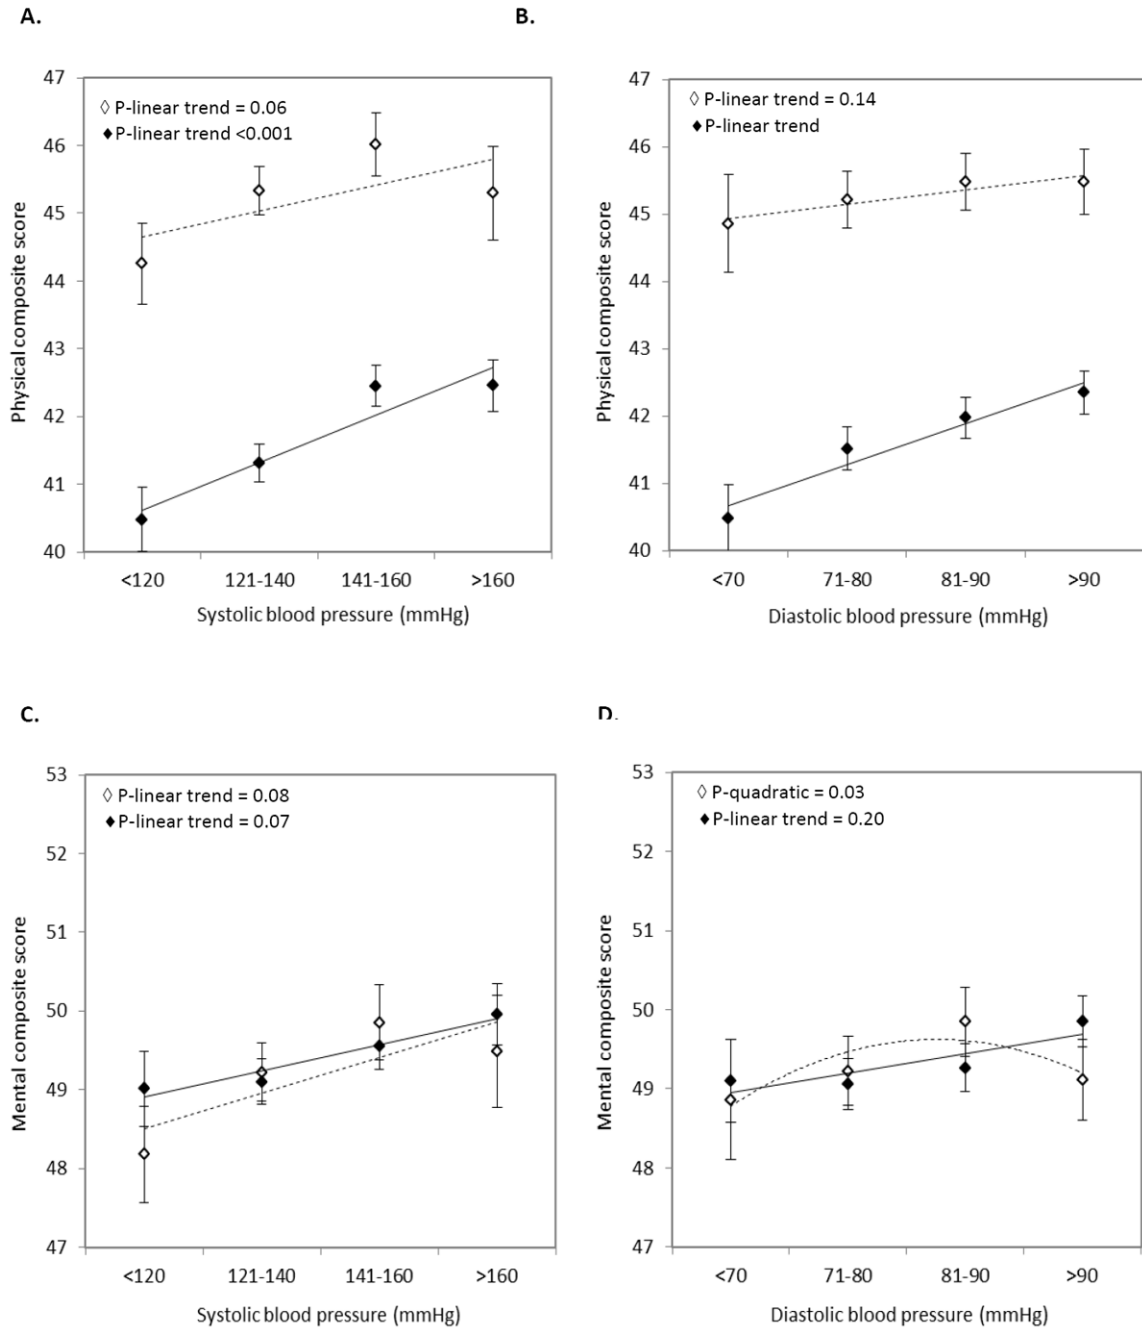 A.
B.
47
46
45
44
43
42
41
40
Physical composite score
◇ P-linear trend = 0.06
◆ P-linear trend <0.001
<120
121-140
141-160
>160
Systolic blood pressure (mmHg)
47
46
45
44
43
42
41
40
Physical composite score
◇ P-linear trend = 0.14
◆ P-linear trend
<70
71-80
81-90
>90
Diastolic blood pressure (mmHg)
C.
D.
53
52
51
50
49
48
47
Mental composite score
◇ P-linear trend = 0.08
◆ P-linear trend = 0.07
<120
121-140
141-160
>160
Systolic blood pressure (mmHg)
53
52
51
50
49
48
47
Mental composite score
◇ P-quadratic = 0.03
◆ P-linear trend = 0.20
<70
71-80
81-90
>90
Diastolic blood pressure (mmHg)